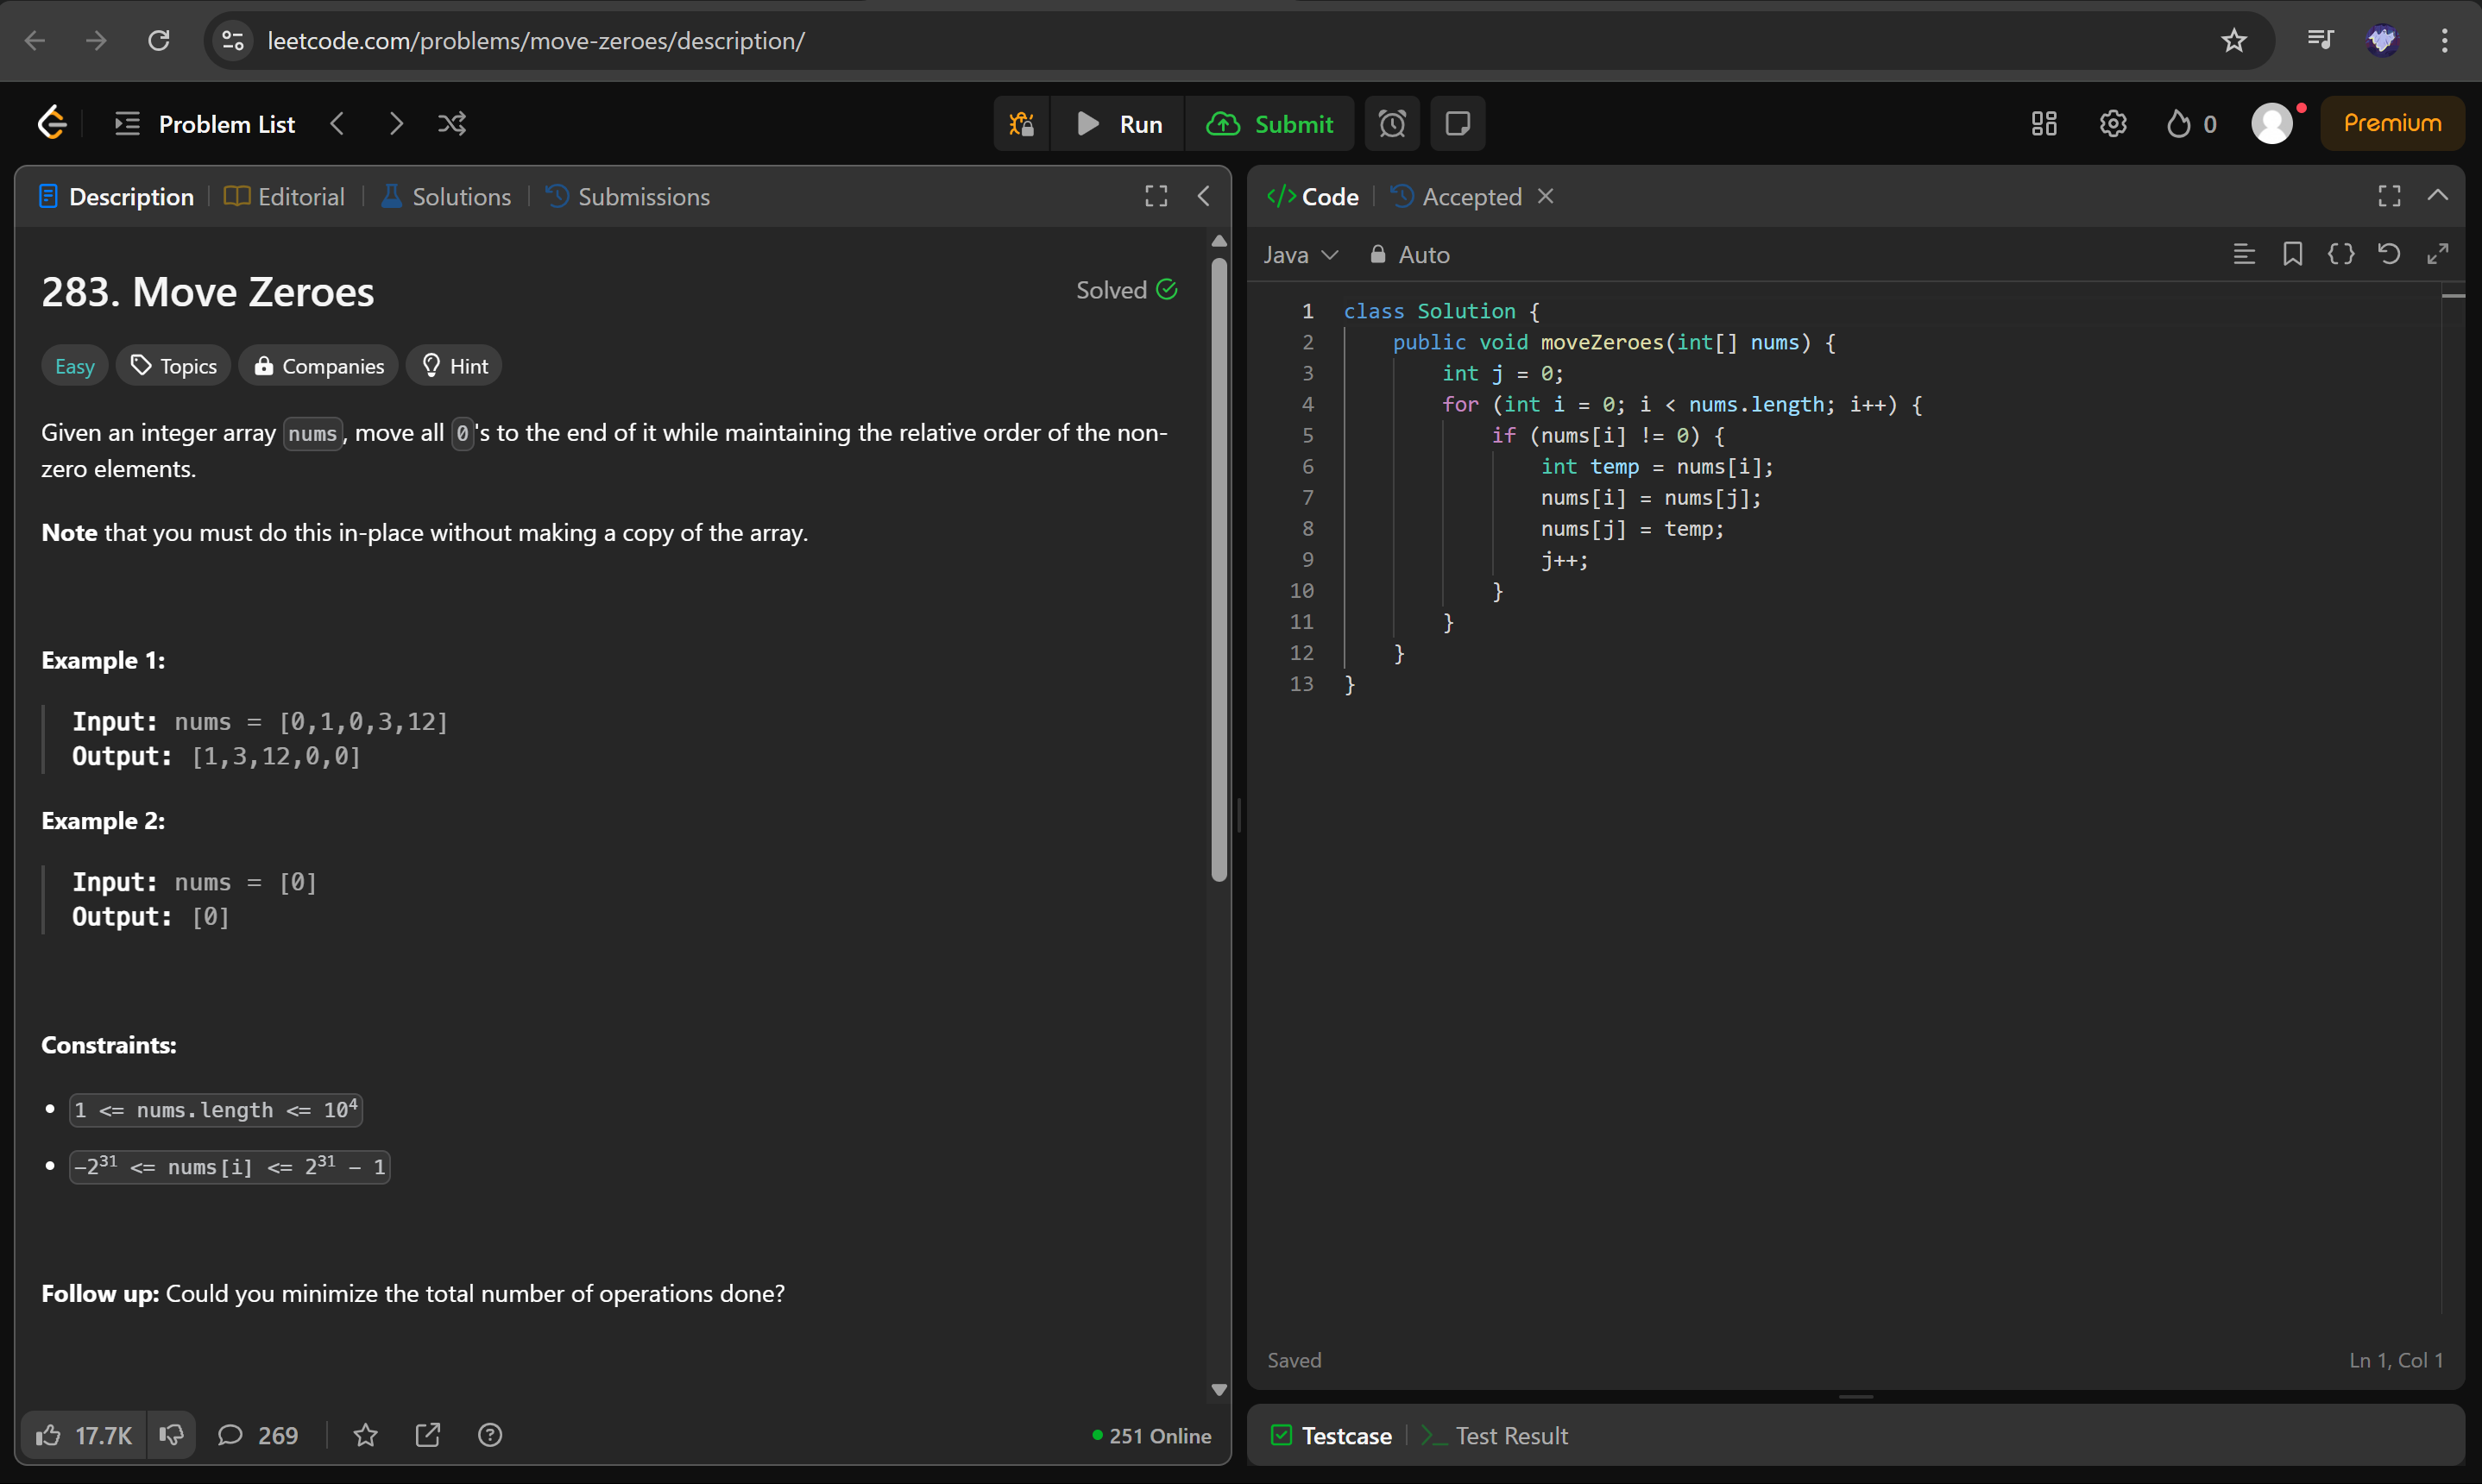 leetcode.com/problems/move-zeroes/description/
Problem List
Run
Submit
0
Premium
Description
Editorial
Solutions
Submissions
283. Move Zeroes
Solved
Easy
Topics
Companies
Hint
Given an integer array nums, move all 0's to the end of it while maintaining the relative order of the non-
zero elements.
Note that you must do this in-place without making a copy of the array.
Example 1:
Input: nums = [0,1,0,3,12]
Output: [1,3,12,0,0]
Example 2:
Input: nums = [0]
Output: [0]
Constraints:
• 1 <= nums.length <= 10⁴
• −2³¹ <= nums[i] <= 2³¹ − 1
Follow up: Could you minimize the total number of operations done?
17.7K
269
251 Online
</> Code
Accepted
Java
Auto
1 class Solution {
2     public void moveZeroes(int[] nums) {
3         int j = 0;
4         for (int i = 0; i < nums.length; i++) {
5             if (nums[i] != 0) {
6                 int temp = nums[i];
7                 nums[i] = nums[j];
8                 nums[j] = temp;
9                 j++;
10             }
11         }
12     }
13 }
Saved
Ln 1, Col 1
Testcase
>_ Test Result